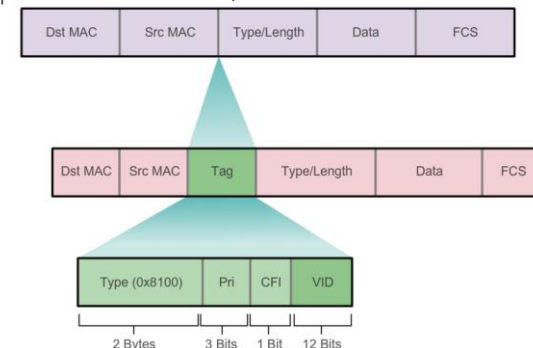 Dst MAC Src MAC Type/Length Data FCS
Dst MAC Src MAC Tag Type/Length Data FCS
Type (0x8100) Pri CFI VID
2 Bytes 3 Bits 1 Bit 12 Bits